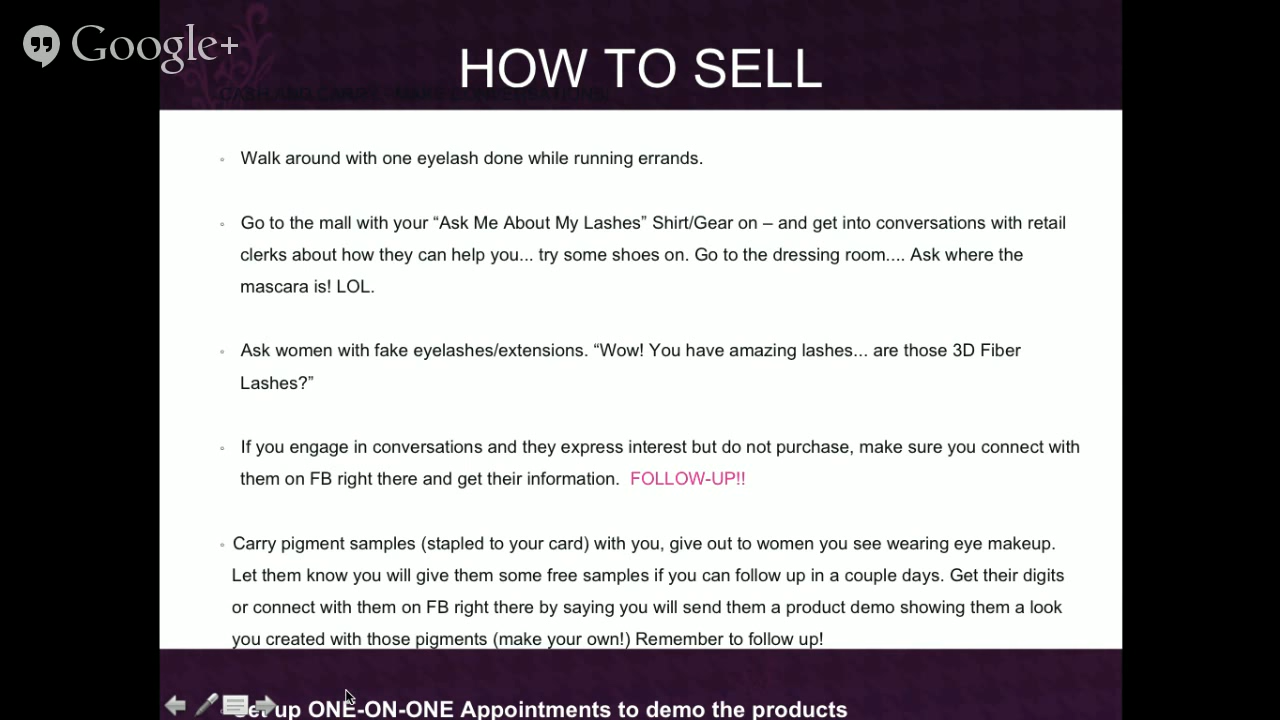 Google+
HOW TO SELL
CASH AND CARRY - MAKE CONVERSATIONS!
◦ Walk around with one eyelash done while running errands.
◦ Go to the mall with your “Ask Me About My Lashes” Shirt/Gear on – and get into conversations with retail
clerks about how they can help you... try some shoes on. Go to the dressing room.... Ask where the
mascara is! LOL.
◦ Ask women with fake eyelashes/extensions. “Wow! You have amazing lashes... are those 3D Fiber
Lashes?”
◦ If you engage in conversations and they express interest but do not purchase, make sure you connect with
them on FB right there and get their information. FOLLOW-UP!!
◦ Carry pigment samples (stapled to your card) with you, give out to women you see wearing eye makeup.
Let them know you will give them some free samples if you can follow up in a couple days. Get their digits
or connect with them on FB right there by saying you will send them a product demo showing them a look
you created with those pigments (make your own!) Remember to follow up!
Set up ONE-ON-ONE Appointments to demo the products